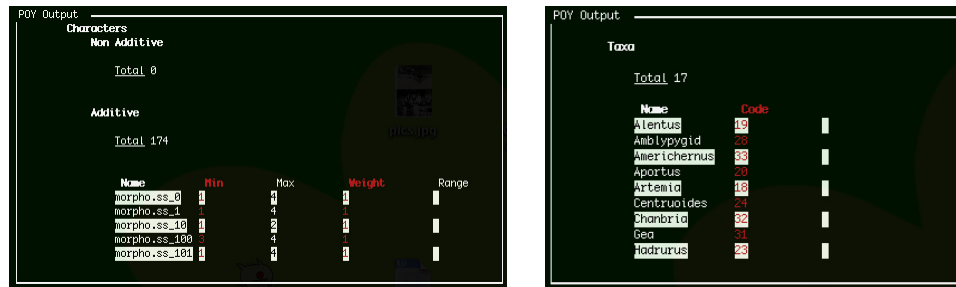 POY Output
Characters
Non Additive
Total 0
Additive
Total 174
Name Min Max Weight Range
morpho.ss_0 1 4 1
morpho.ss_1 1 4 1
morpho.ss_10 1 2 1
morpho.ss_100 3 4 1
morpho.ss_101 1 4 1
pics.jpg
POY Output
Taxa
Total 17
Name Code
Alentus 19
Amblypygid 28
Americhernus 33
Aportus 20
Artemia 18
Centruoides 24
Chanbria 32
Gea 31
Hadrurus 23